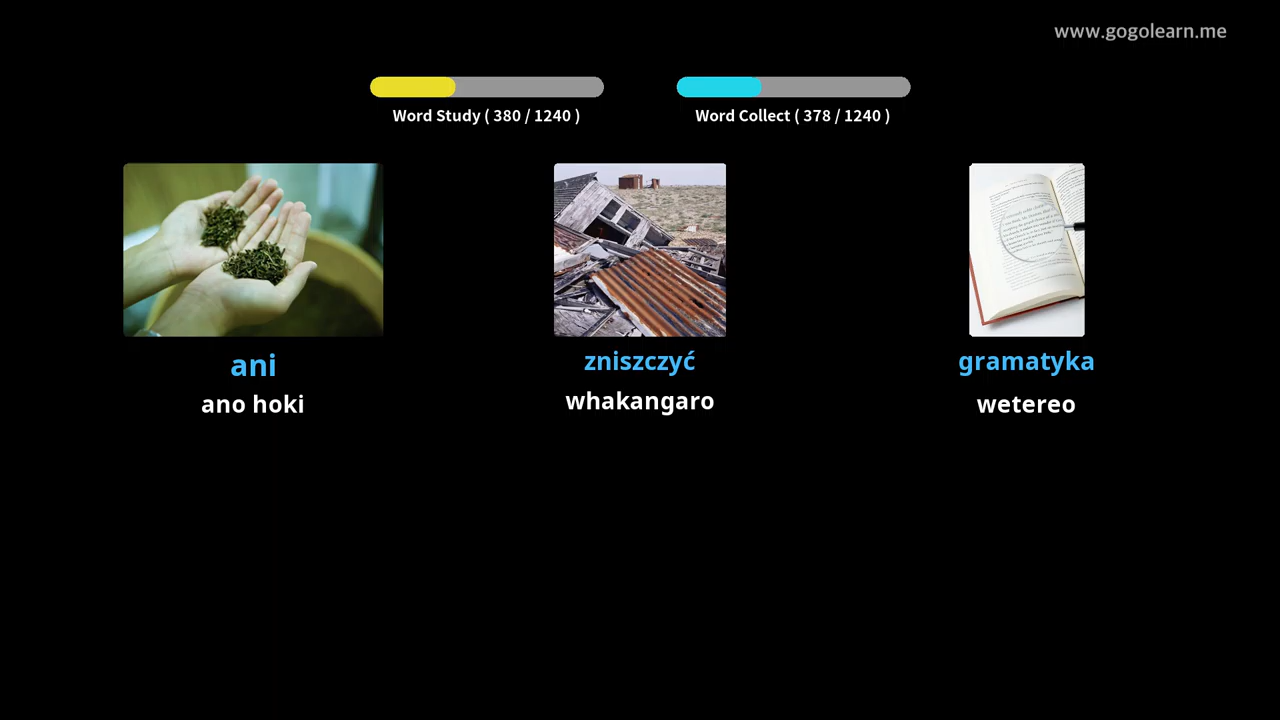 www.gogolearn.me
Word Study ( 380 / 1240 )
Word Collect ( 378 / 1240 )
ani
ano hoki
zniszczyć
whakangaro
gramatyka
wetereo